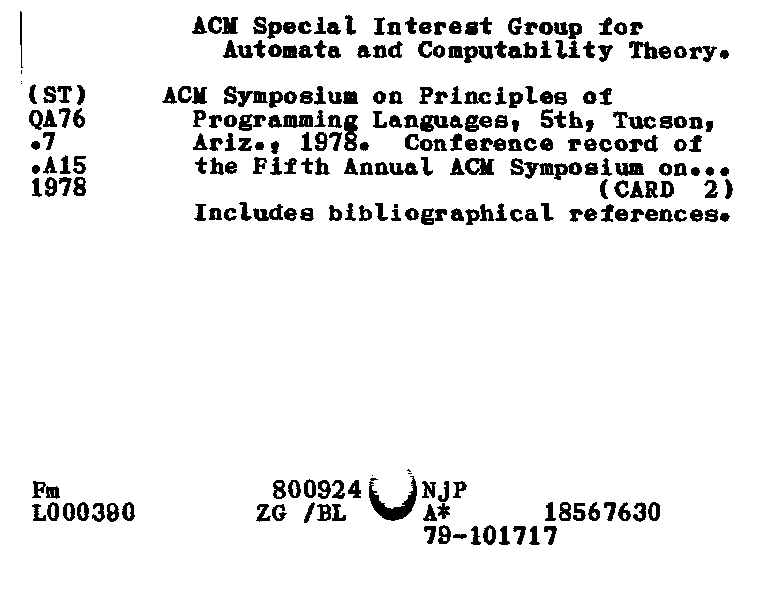 ACM Special Interest Group for
Automata and Computability Theory.
(ST) ACM Symposium on Principles of
QA76 Programming Languages, 5th, Tucson,
.7 Ariz., 1978. Conference record of
.A15 the Fifth Annual ACM Symposium on...
1978 (CARD 2)
Includes bibliographical references.
Fm 800924 NJP
L000380 ZG /BL A* 18567630
79-101717